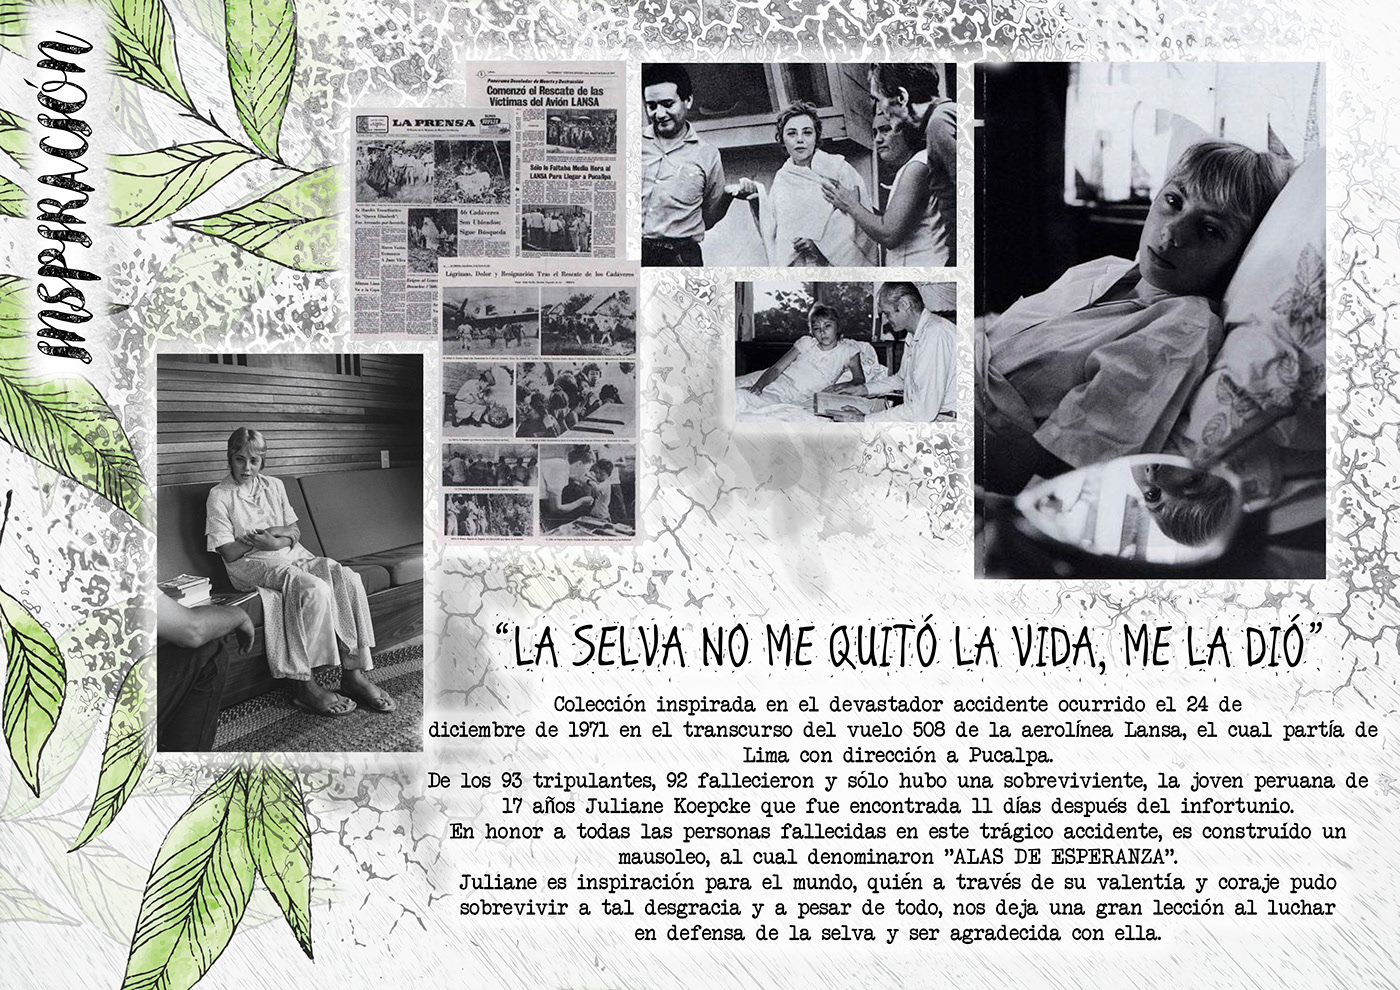 INSPIRACIÓN
Panorama Desolador de Muerte y Destrucción
Comenzó el Rescate de las
Víctimas del Avión LANSA
LA PRENSA
Sólo le Faltaba Media Hora al
LANSA Para Llegar a Pucalpa
46 Cadáveres
Son Ubicados;
Sigue Búsqueda
Lágrimas, Dolor y Resignación Tras el Rescate de los Cadáveres
“LA SELVA NO ME QUITÓ LA VIDA, ME LA DIÓ”
Colección inspirada en el devastador accidente ocurrido el 24 de
diciembre de 1971 en el transcurso del vuelo 508 de la aerolínea Lansa, el cual partía de
Lima con dirección a Pucalpa.
De los 93 tripulantes, 92 fallecieron y sólo hubo una sobreviviente, la joven peruana de
17 años Juliane Koepcke que fue encontrada 11 días después del infortunio.
En honor a todas las personas fallecidas en este trágico accidente, es construído un
mausoleo, al cual denominaron "ALAS DE ESPERANZA".
Juliane es inspiración para el mundo, quién a través de su valentía y coraje pudo
sobrevivir a tal desgracia y a pesar de todo, nos deja una gran lección al luchar
en defensa de la selva y ser agradecida con ella.